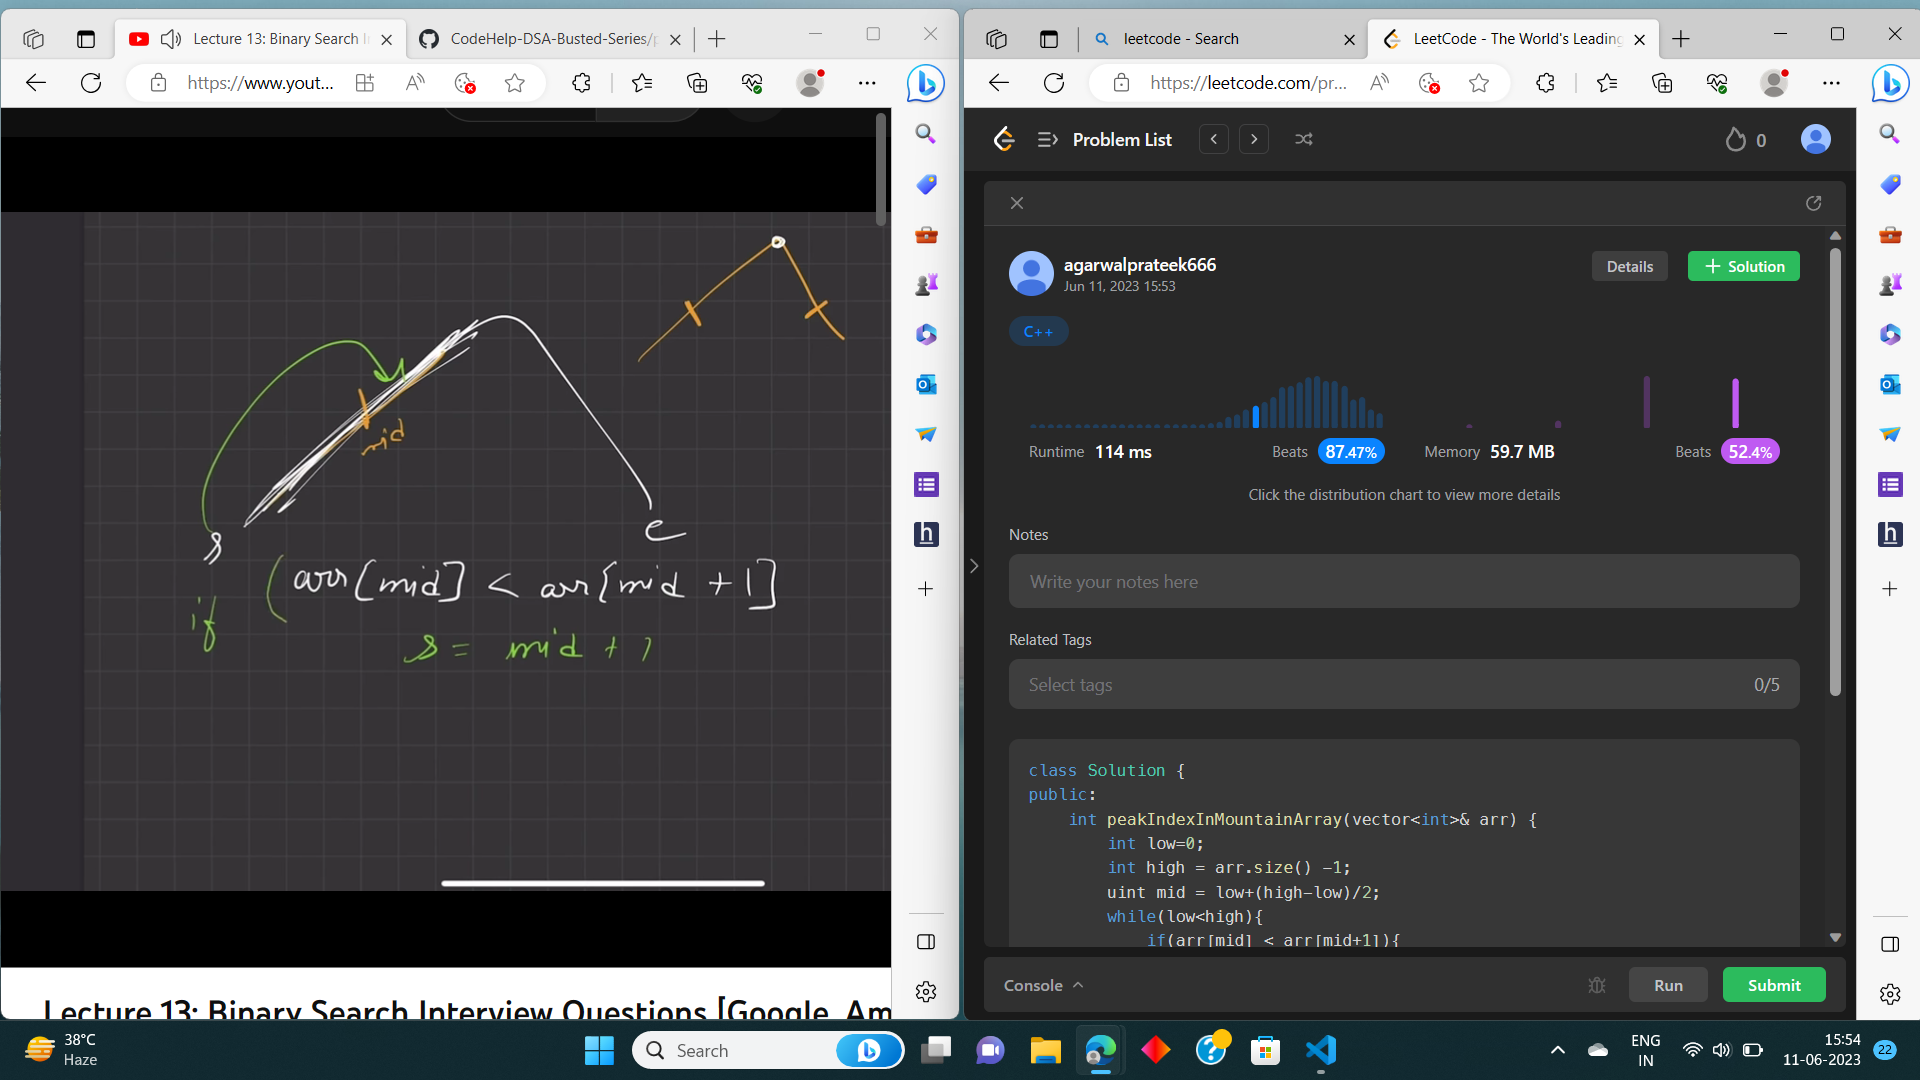 Lecture 13: Binary Search I
CodeHelp-DSA-Busted-Series/p
https://www.yout...
mid
s
e
if (arr[mid] < arr[mid + 1]
s = mid + 1
Lecture 13: Binary Search Interview Questions [Google, Am
leetcode - Search
LeetCode - The World's Leading
https://leetcode.com/pr...
Problem List
0
agarwalprateek666
Jun 11, 2023 15:53
Details
+ Solution
C++
Runtime 114 ms
Beats 87.47%
Memory 59.7 MB
Beats 52.4%
Click the distribution chart to view more details
Notes
Write your notes here
Related Tags
Select tags
0/5
class Solution {
public:
int peakIndexInMountainArray(vector<int>& arr) {
int low=0;
int high = arr.size() -1;
uint mid = low+(high-low)/2;
while(low<high){
if(arr[mid] < arr[mid+1]){
Console
Run
Submit
38°C
Haze
Search
ENG
IN
15:54
11-06-2023
22